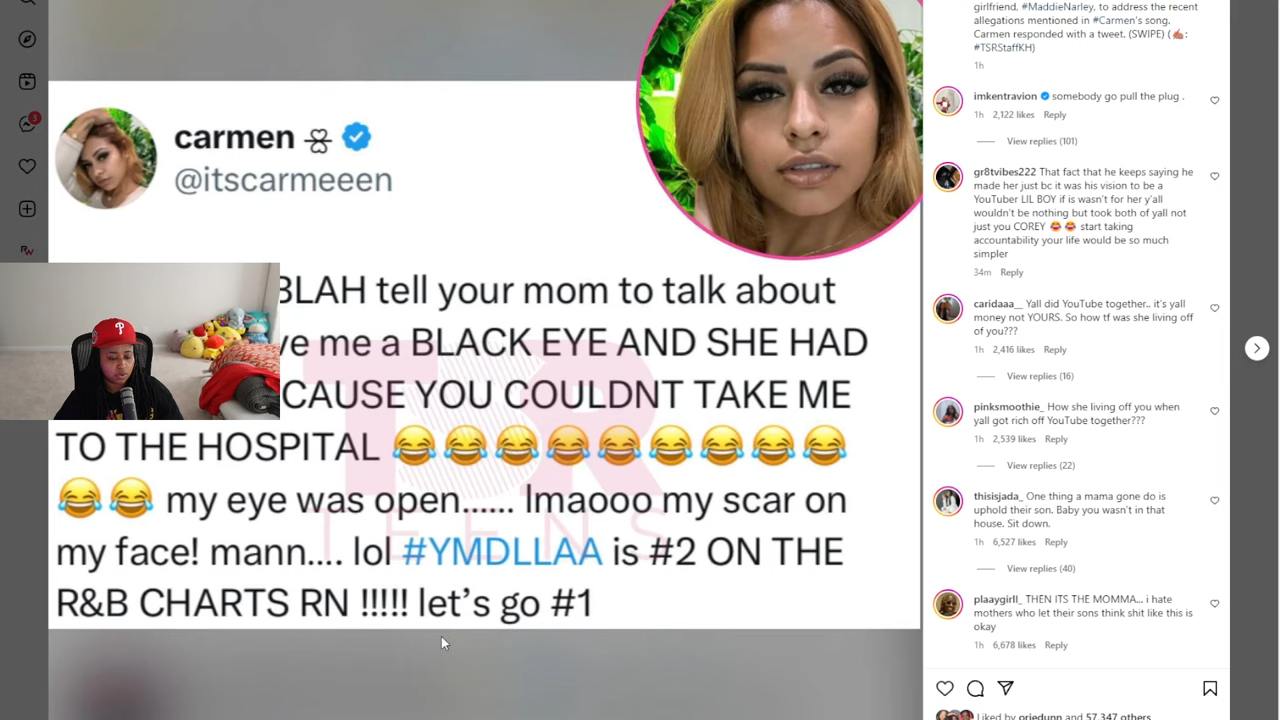 carmen
@itscarmeeen
BLAH tell your mom to talk about
ve me a BLACK EYE AND SHE HAD
CAUSE YOU COULDNT TAKE ME
TO THE HOSPITAL 😂😂😂😂😂😂😂😂😂
😂😂 my eye was open...... lmaooo my scar on
my face! mann.... lol #YMDLLAA is #2 ON THE
R&B CHARTS RN !!!!! let's go #1
TSR
TEENS
3
RW
P
girlfriend, #MaddieNarley, to address the recent
allegations mentioned in #Carmen's song.
Carmen responded with a tweet. (SWIPE) (✍🏽:
#TSRStaffKH)
1h
imkentravion somebody go pull the plug .
1h 2,122 likes Reply
View replies (101)
gr8tvibes222 That fact that he keeps saying he
made her just bc it was his vision to be a
YouTuber LIL BOY if is wasn't for her y'all
wouldn't be nothing but took both of yall not
just you COREY 😂 😂 start taking
accountability your life would be so much
simpler
34m Reply
caridaaa__ Yall did YouTube together.. it's yall
money not YOURS. So how tf was she living off
of you???
1h 2,416 likes Reply
View replies (16)
pinksmoothie_ How she living off you when
yall got rich off YouTube together???
1h 2,539 likes Reply
View replies (22)
thisisjada_ One thing a mama gone do is
uphold their son. Baby you wasn't in that
house. Sit down.
1h 6,527 likes Reply
View replies (40)
plaaygirll_ THEN ITS THE MOMMA... i hate
mothers who let their sons think shit like this is
okay
1h 6,678 likes Reply
Liked by oriedunn and 57,347 others